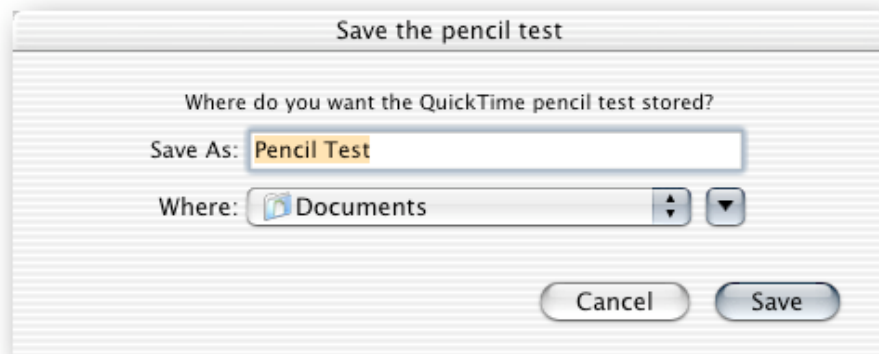 Save the pencil test
Where do you want the QuickTime pencil test stored?
Save As: Pencil Test
Where: Documents
Cancel Save